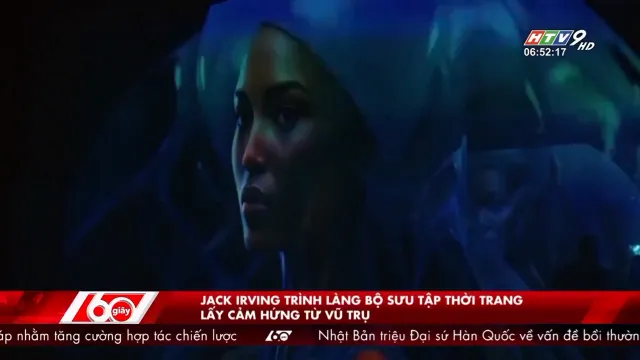 HTV9 HD
06:52:17
60 giây
JACK IRVING TRÌNH LÀNG BỘ SƯU TẬP THỜI TRANG
LẤY CẢM HỨNG TỪ VŨ TRỤ
áp nhằm tăng cường hợp tác chiến lược 60 Nhật Bản triệu Đại sứ Hàn Quốc về vấn đề bồi thườn